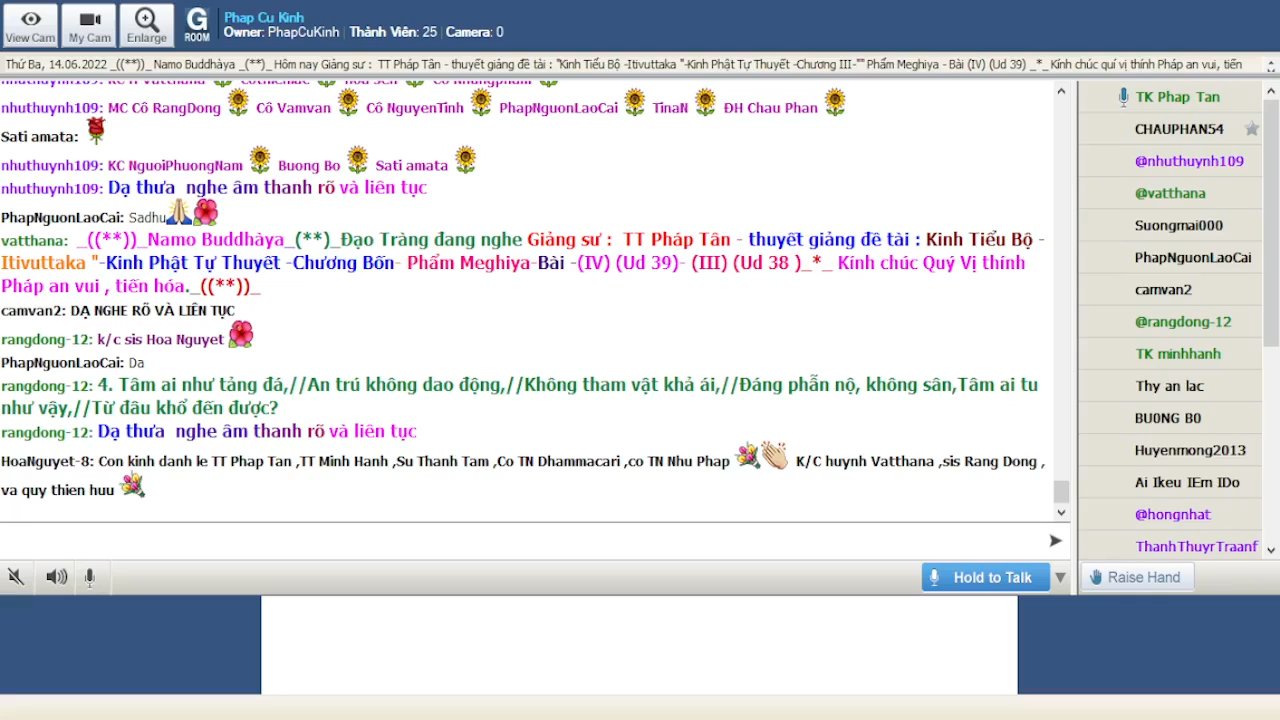 View Cam
My Cam
Enlarge
G
ROOM
Phap Cu Kinh
Owner: PhapCuKinh | Thành Viên: 25 | Camera: 0
Thứ Ba, 14.06.2022 _((**))_ Namo Buddhàya _(**)_ Hôm nay Giảng sư : TT Pháp Tân - thuyết giảng đề tài : "Kinh Tiểu Bộ -Itivuttaka "-Kinh Phật Tự Thuyết -Chương III-"" Phẩm Meghiya - Bài (IV) (Ud 39) _*_ Kính chúc quí vị thính Pháp an vui, tiến
nhuthuynh109: MC Cô RangDong Cô Vamvan Cô NguyenTinh PhapNguonLaoCai TinaN ĐH Chau Phan
Sati amata:
nhuthuynh109: KC NguoiPhuongNam Buong Bo Sati amata
nhuthuynh109: Dạ thưa nghe âm thanh rõ và liên tục
PhapNguonLaoCai: Sadhu
vatthana: _((**))_Namo Buddhàya_(**)_Đạo Tràng đang nghe Giảng sư : TT Pháp Tân - thuyết giảng đề tài : Kinh Tiểu Bộ -
Itivuttaka "-Kinh Phật Tự Thuyết -Chương Bốn- Phẩm Meghiya-Bài -(IV) (Ud 39)- (III) (Ud 38 )_*_ Kính chúc Quý Vị thính
Pháp an vui , tiến hóa._((**))_
camvan2: DẠ NGHE RÕ VÀ LIÊN TỤC
rangdong-12: k/c sis Hoa Nguyet
PhapNguonLaoCai: Da
rangdong-12: 4. Tâm ai như tảng đá,//An trú không dao động,//Không tham vật khả ái,//Đáng phẫn nộ, không sân,Tâm ai tu
như vậy,//Từ đâu khổ đến được?
rangdong-12: Dạ thưa nghe âm thanh rõ và liên tục
HoaNguyet-8: Con kinh danh le TT Phap Tan ,TT Minh Hanh ,Su Thanh Tam ,Co TN Dhammacari ,co TN Nhu Phap K/C huynh Vatthana ,sis Rang Dong ,
va quy thien huu
Hold to Talk
TK Phap Tan
CHAUPHAN54
@nhuthuynh109
@vatthana
Suongmai000
PhapNguonLaoCai
camvan2
@rangdong-12
TK minhhanh
Thy an lac
BU0NG B0
Huyenmong2013
Ai Ikeu IEm IDo
@hongnhat
ThanhThuyrTraanf
Raise Hand